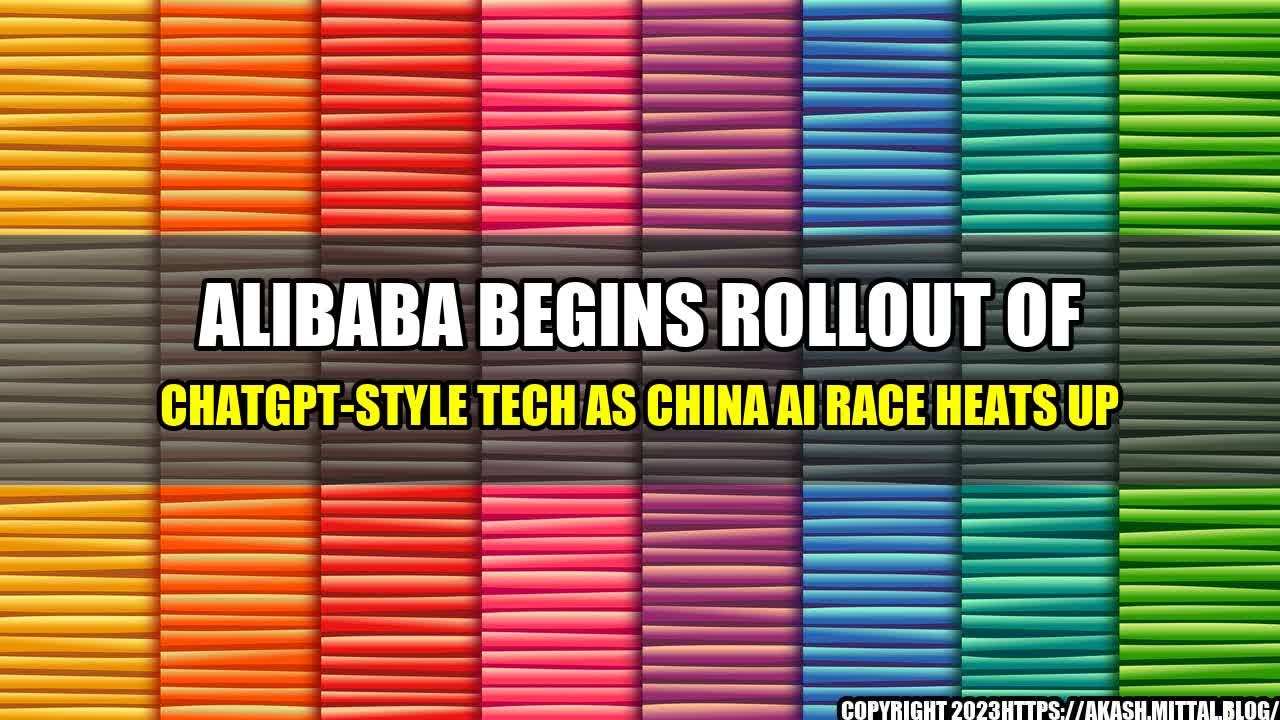 ALIBABA BEGINS ROLLOUT OF
CHATGPT-STYLE TECH AS CHINA AI RACE HEATS UP
COPYRIGHT 2023HTTPS://AKASH.MITTAL.BLOG/